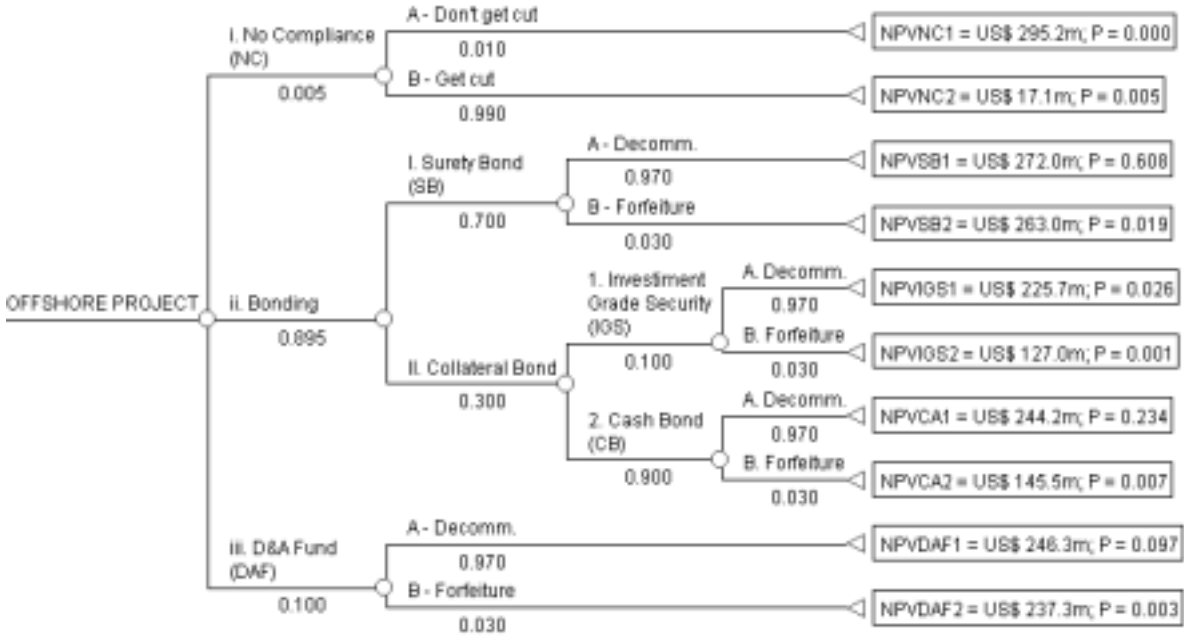 A - Don't get cut
i. No Compliance
(NC)
0.010
NPVNC1 = US$ 295.2m; P = 0.000
B - Get cut
0.005
0.990
NPVNC2 = US$ 17.1m; P = 0.005
A - Decomm.
I. Surety Bond
(SB)
0.970
NPVSB1 = US$ 272.0m; P = 0.608
B - Forfeiture
0.700
0.030
NPVSB2 = US$ 263.0m; P = 0.019
1. Investiment
Grade Security
(IGS)
A. Decomm.
0.970
NPVIGS1 = US$ 225.7m; P = 0.026
OFFSHORE PROJECT
ii. Bonding
0.895
B. Forfeiture
0.100
0.030
NPVIGS2 = US$ 127.0m; P = 0.001
II. Collateral Bond
0.300
2. Cash Bond
(CB)
A. Decomm.
0.970
NPVCA1 = US$ 244.2m; P = 0.234
B. Forfeiture
0.900
0.030
NPVCA2 = US$ 145.5m; P = 0.007
A - Decomm.
iii. D&A Fund
(DAF)
0.970
NPVDAF1 = US$ 246.3m; P = 0.097
B - Forfeiture
0.100
0.030
NPVDAF2 = US$ 237.3m; P = 0.003